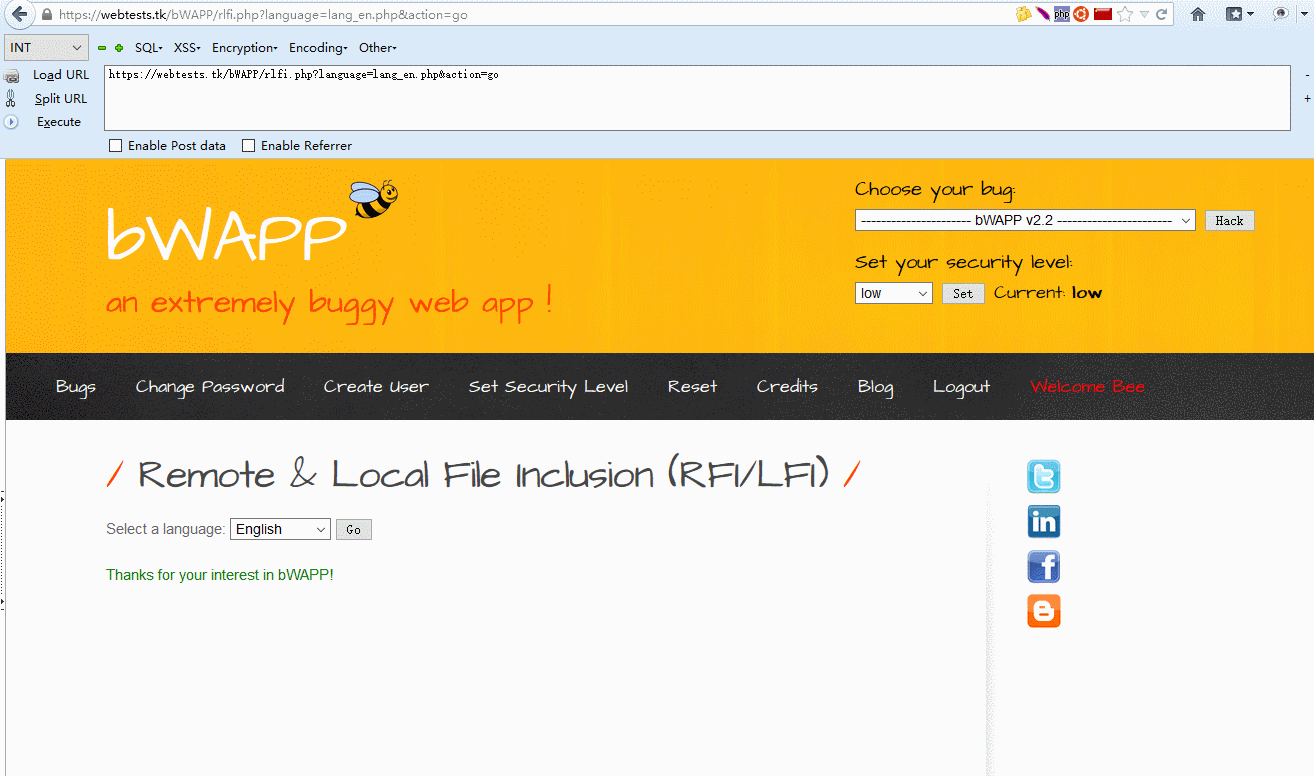 https://webtests.tk/bWAPP/rlfi.php?language=lang_en.php&action=go
INT SQL XSS Encryption Encoding Other
Load URL
Split URL
Execute
https://webtests.tk/bWAPP/rlfi.php?language=lang_en.php&action=go
Enable Post data Enable Referrer
- 
+
bWAPP
an extremely buggy web app !
Choose your bug:
---------------------- bWAPP v2.2 ----------------------- Hack
Set your security level:
low Set Current: low
Bugs Change Password Create User Set Security Level Reset Credits Blog Logout Welcome Bee
/ Remote & Local File Inclusion (RFI/LFI) /
Select a language: English Go
Thanks for your interest in bWAPP!
php
t
in
f
B